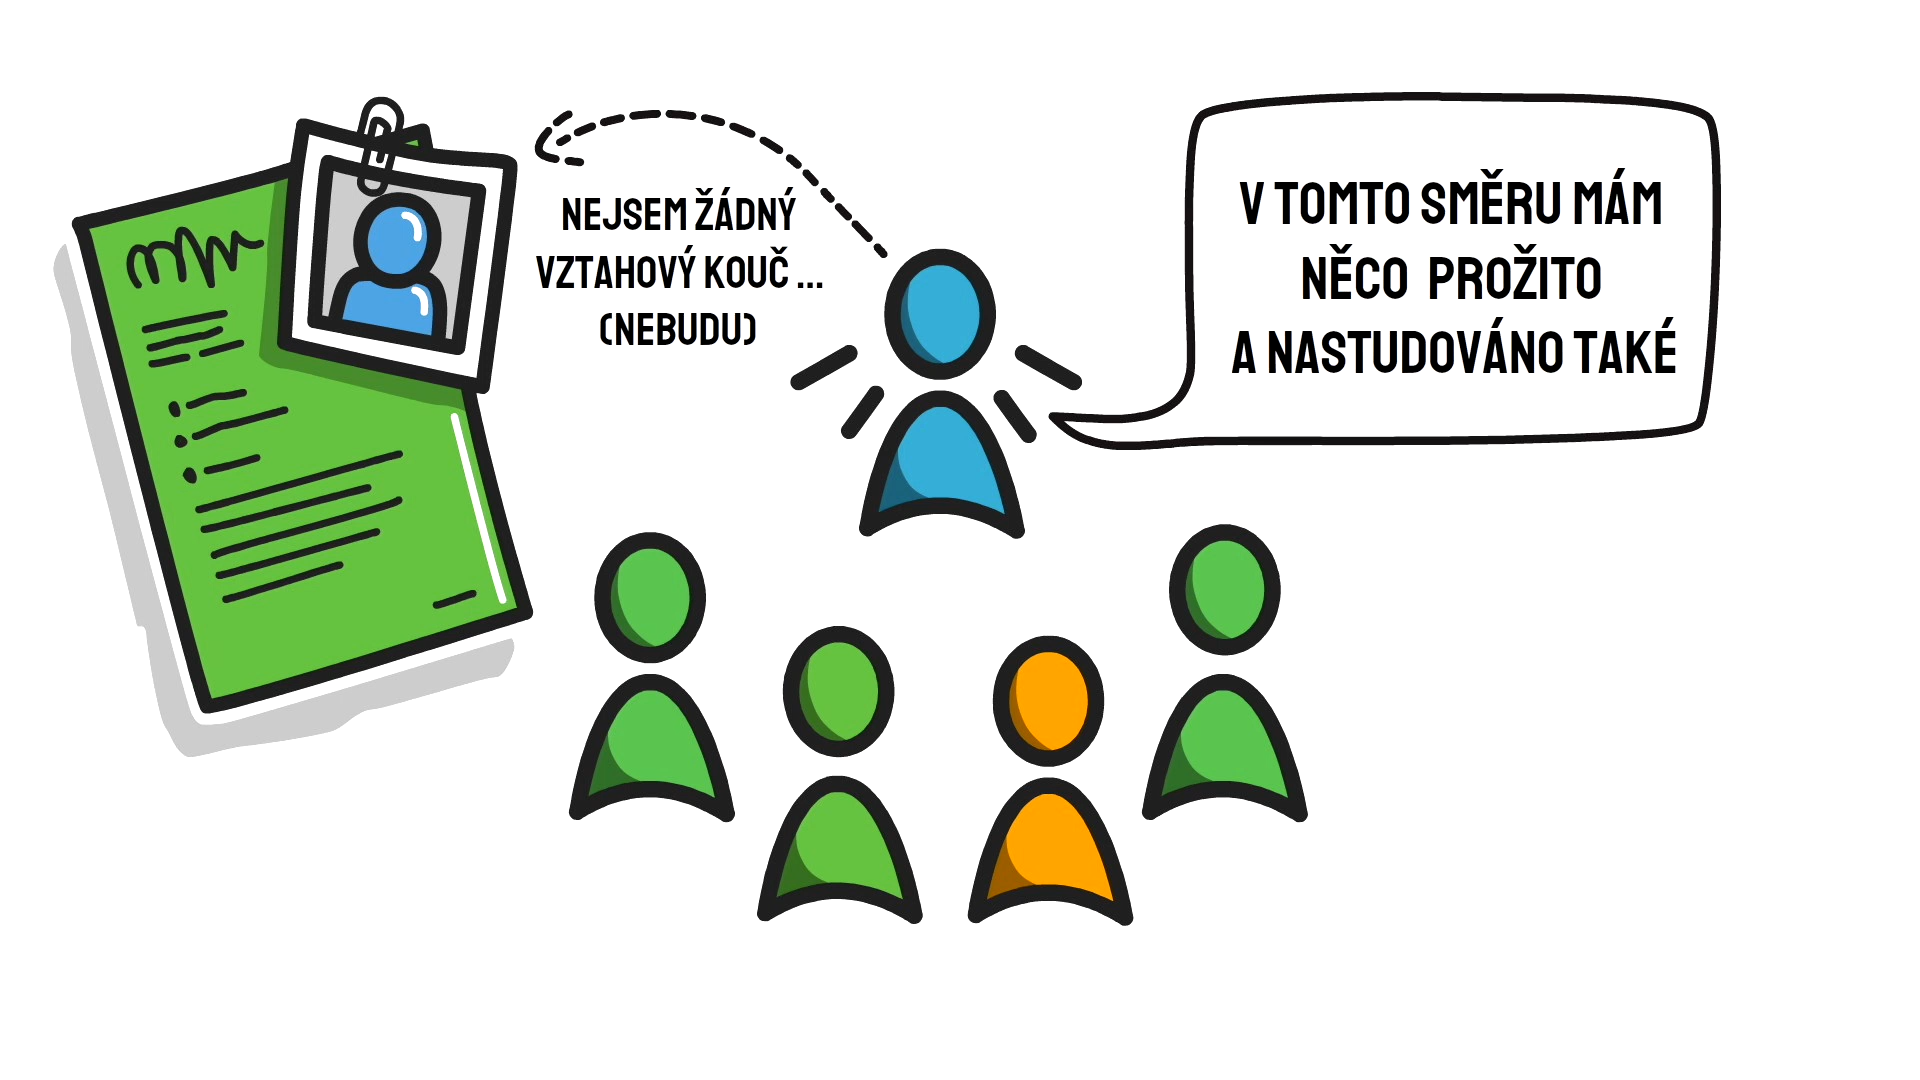 NEJSEM ŽÁDNÝ
VZTAHOVÝ KOUČ ...
(NEBUDU)
V TOMTO SMĚRU MÁM
NĚCO PROŽITO
A NASTUDOVÁNO TAKÉ